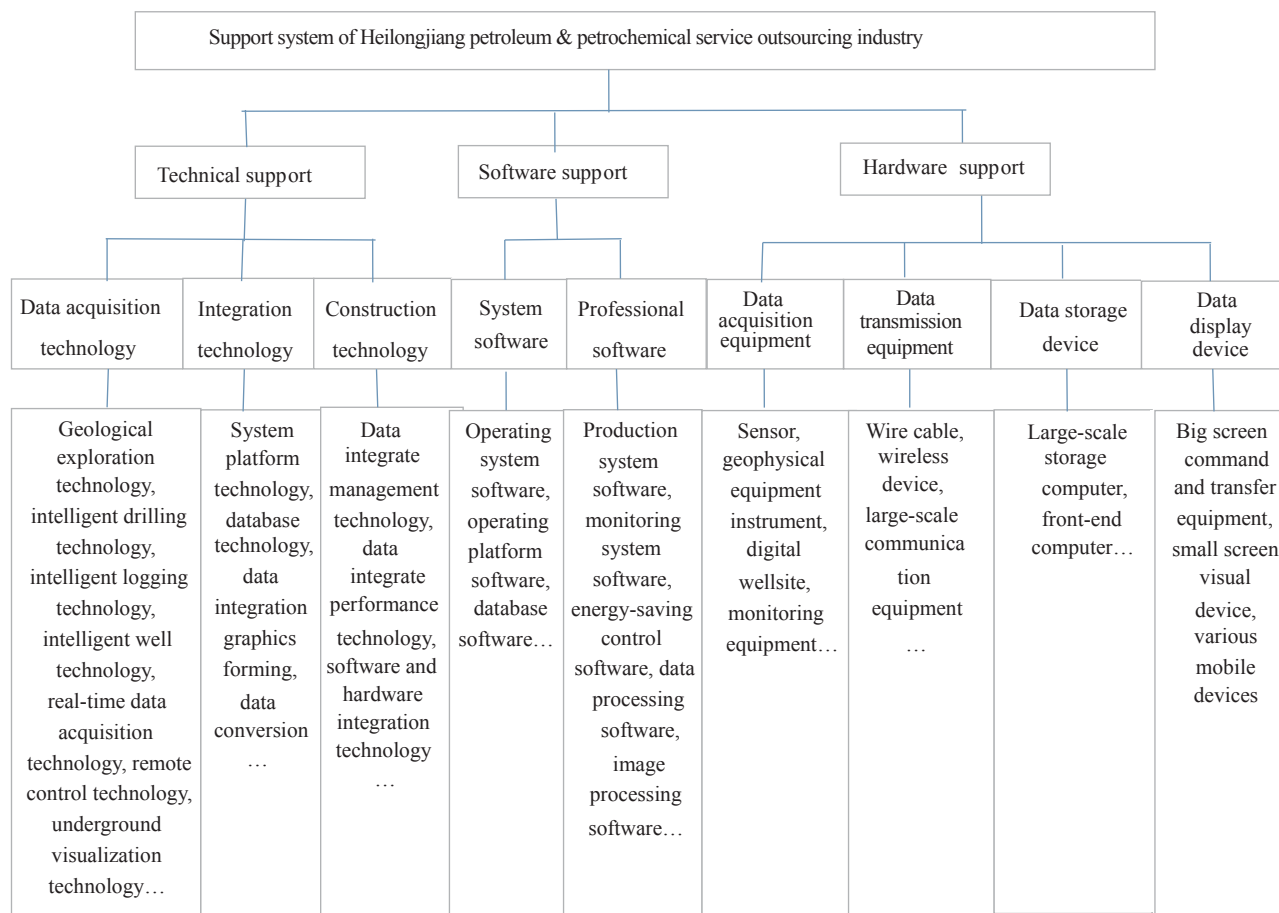 Support system of Heilongjiang petroleum & petrochemical service outsourcing industry
Technical support
Software support
Hardware support
Data acquisition
technology
Integration
technology
Construction
technology
System
software
Professional
software
Data
acquisition
equipment
Data
transmission
equipment
Data storage
device
Data
display
device
Geological
exploration
technology,
intelligent drilling
technology,
intelligent logging
technology,
intelligent well
technology,
real-time data
acquisition
technology, remote
control technology,
underground
visualization
technology…
System
platform
technology,
database
technology,
data
integration
graphics
forming,
data
conversion
…
Data
integrate
management
technology,
data
integrate
performance
technology,
software and
hardware
integration
technology
…
Operating
system
software,
operating
platform
software,
database
software…
Production
system
software,
monitoring
system
software,
energy-saving
control
software, data
processing
software,
image
processing
software…
Sensor,
geophysical
equipment
instrument,
digital
wellsite,
monitoring
equipment…
Wire cable,
wireless
device,
large-scale
communica
tion
equipment
…
Large-scale
storage
computer,
front-end
computer…
Big screen
command
and transfer
equipment,
small screen
visual
device,
various
mobile
devices